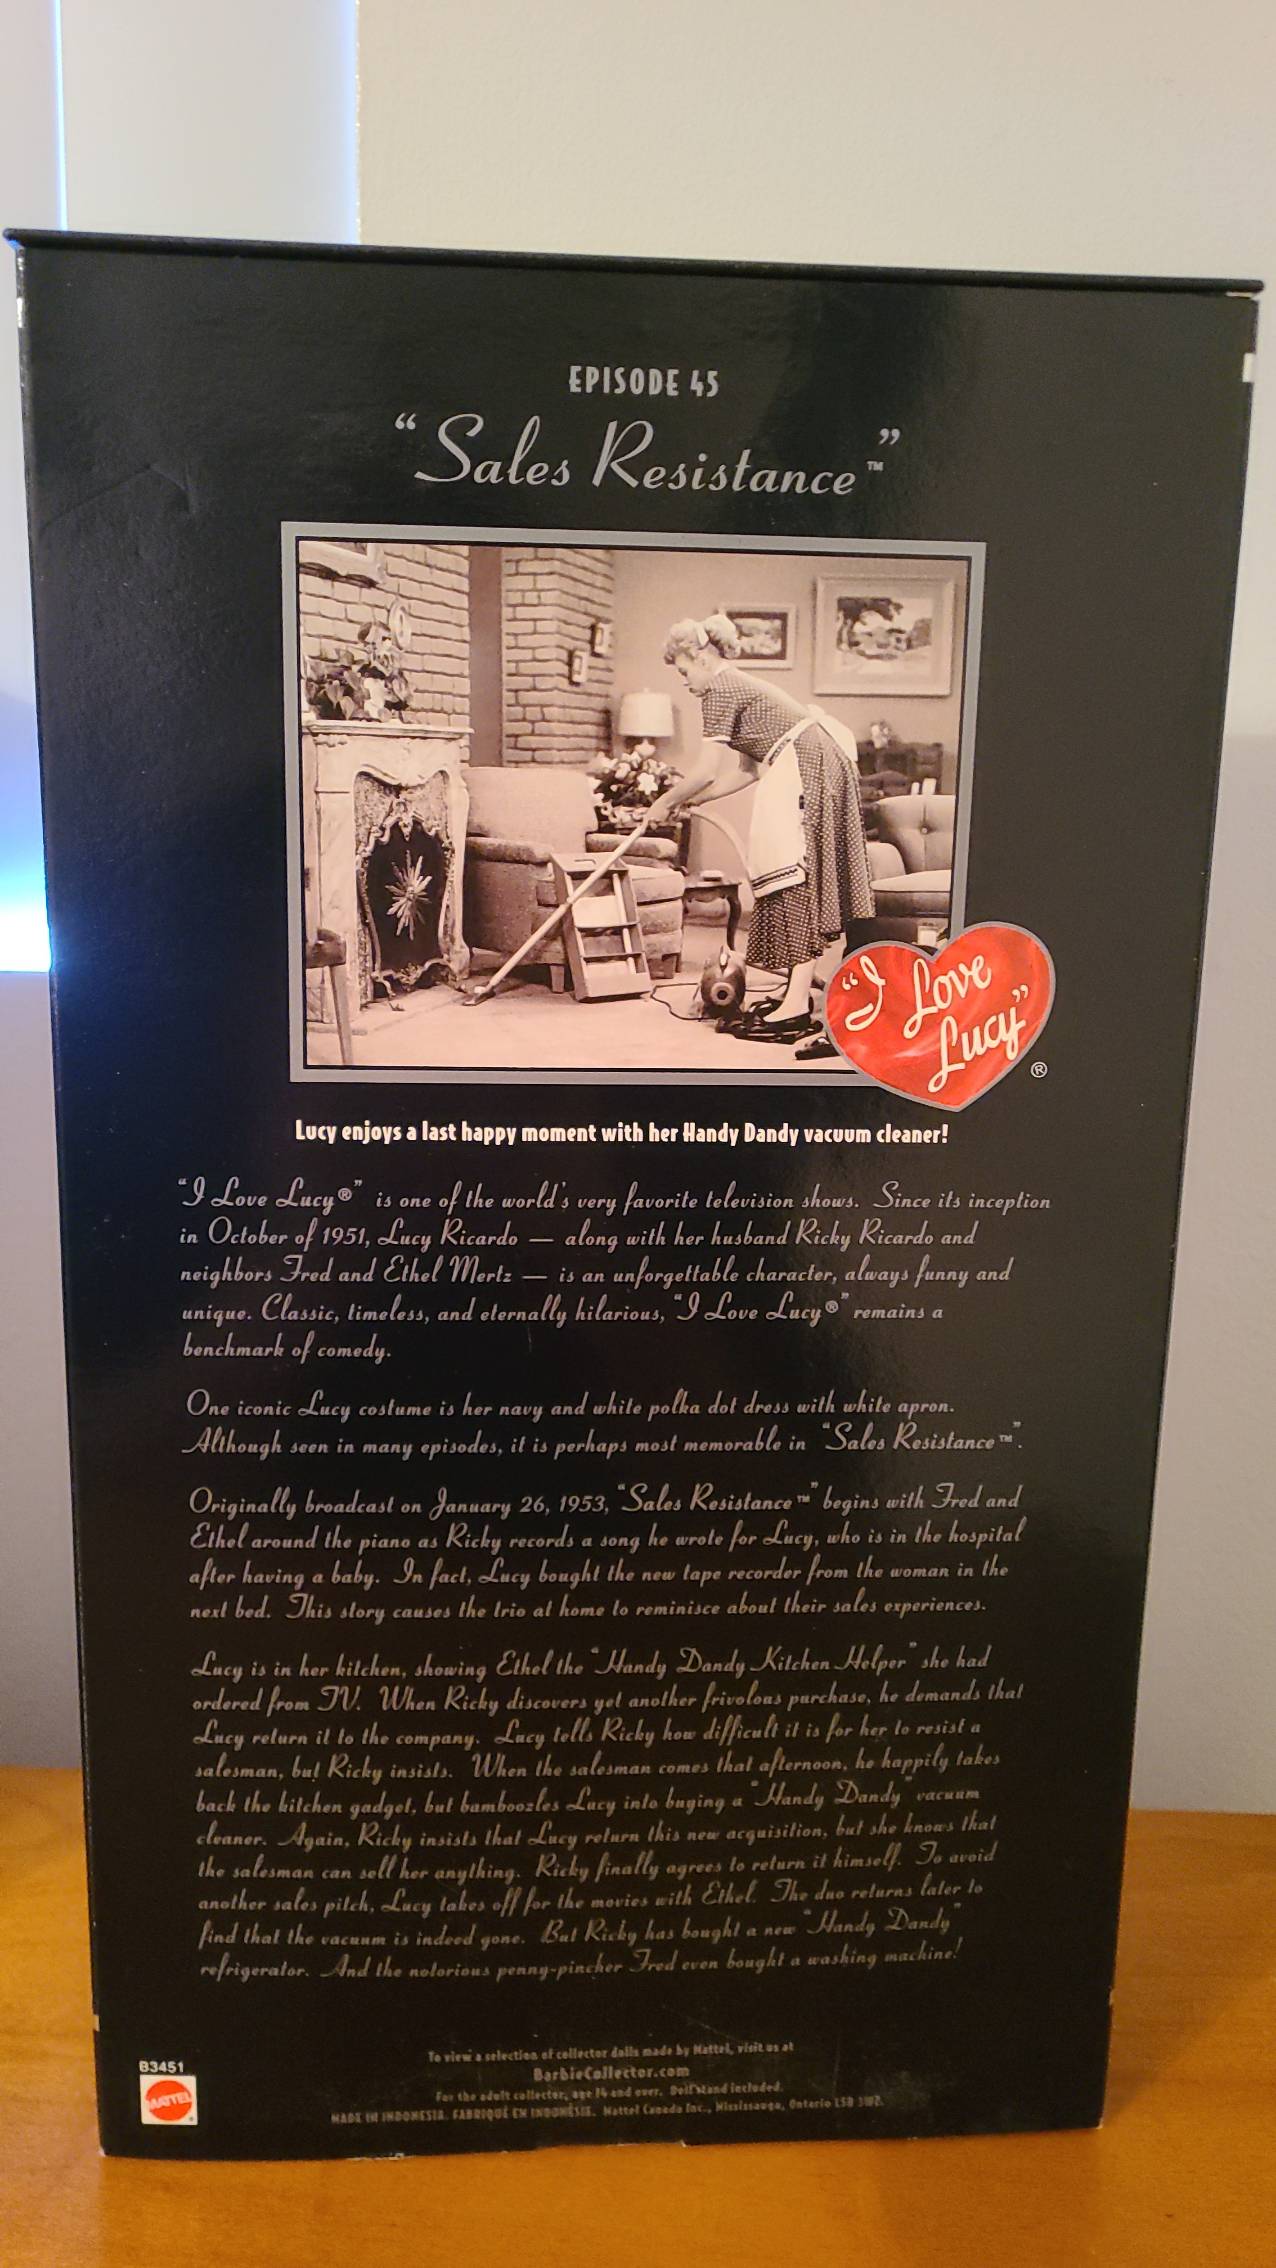 EPISODE 45
"Sales Resistance™"
"I Love
Lucy"
®
Lucy enjoys a last happy moment with her Handy Dandy vacuum cleaner!
"I Love Lucy®" is one of the world's very favorite television shows. Since its inception
in October of 1951, Lucy Ricardo — along with her husband Ricky Ricardo and
neighbors Fred and Ethel Mertz — is an unforgettable character, always funny and
unique. Classic, timeless, and eternally hilarious, "I Love Lucy®" remains a
benchmark of comedy.
One iconic Lucy costume is her navy and white polka dot dress with white apron.
Although seen in many episodes, it is perhaps most memorable in "Sales Resistance™".
Originally broadcast on January 26, 1953, "Sales Resistance™" begins with Fred and
Ethel around the piano as Ricky records a song he wrote for Lucy, who is in the hospital
after having a baby. In fact, Lucy bought the new tape recorder from the woman in the
next bed. This story causes the trio at home to reminisce about their sales experiences.
Lucy is in her kitchen, showing Ethel the "Handy Dandy Kitchen Helper" she had
ordered from TV. When Ricky discovers yet another frivolous purchase, he demands that
Lucy return it to the company. Lucy tells Ricky how difficult it is for her to resist a
salesman, but Ricky insists. When the salesman comes that afternoon, he happily takes
back the kitchen gadget, but bamboozles Lucy into buying a "Handy Dandy" vacuum
cleaner. Again, Ricky insists that Lucy return this new acquisition, but she knows that
the salesman can sell her anything. Ricky finally agrees to return it himself. To avoid
another sales pitch, Lucy takes off for the movies with Ethel. The duo returns later to
find that the vacuum is indeed gone. But Ricky has bought a new "Handy Dandy"
refrigerator. And the notorious penny-pincher Fred even bought a washing machine!
To view a selection of collector dolls made by Mattel, visit us at
BarbieCollector.com
For the adult collector, age 14 and over. Doll stand included.
MADE IN INDONESIA. FABRIQUÉ EN INDONÉSIE. Mattel Canada Inc., Mississauga, Ontario L5R 3W2.
B3451
MATTEL